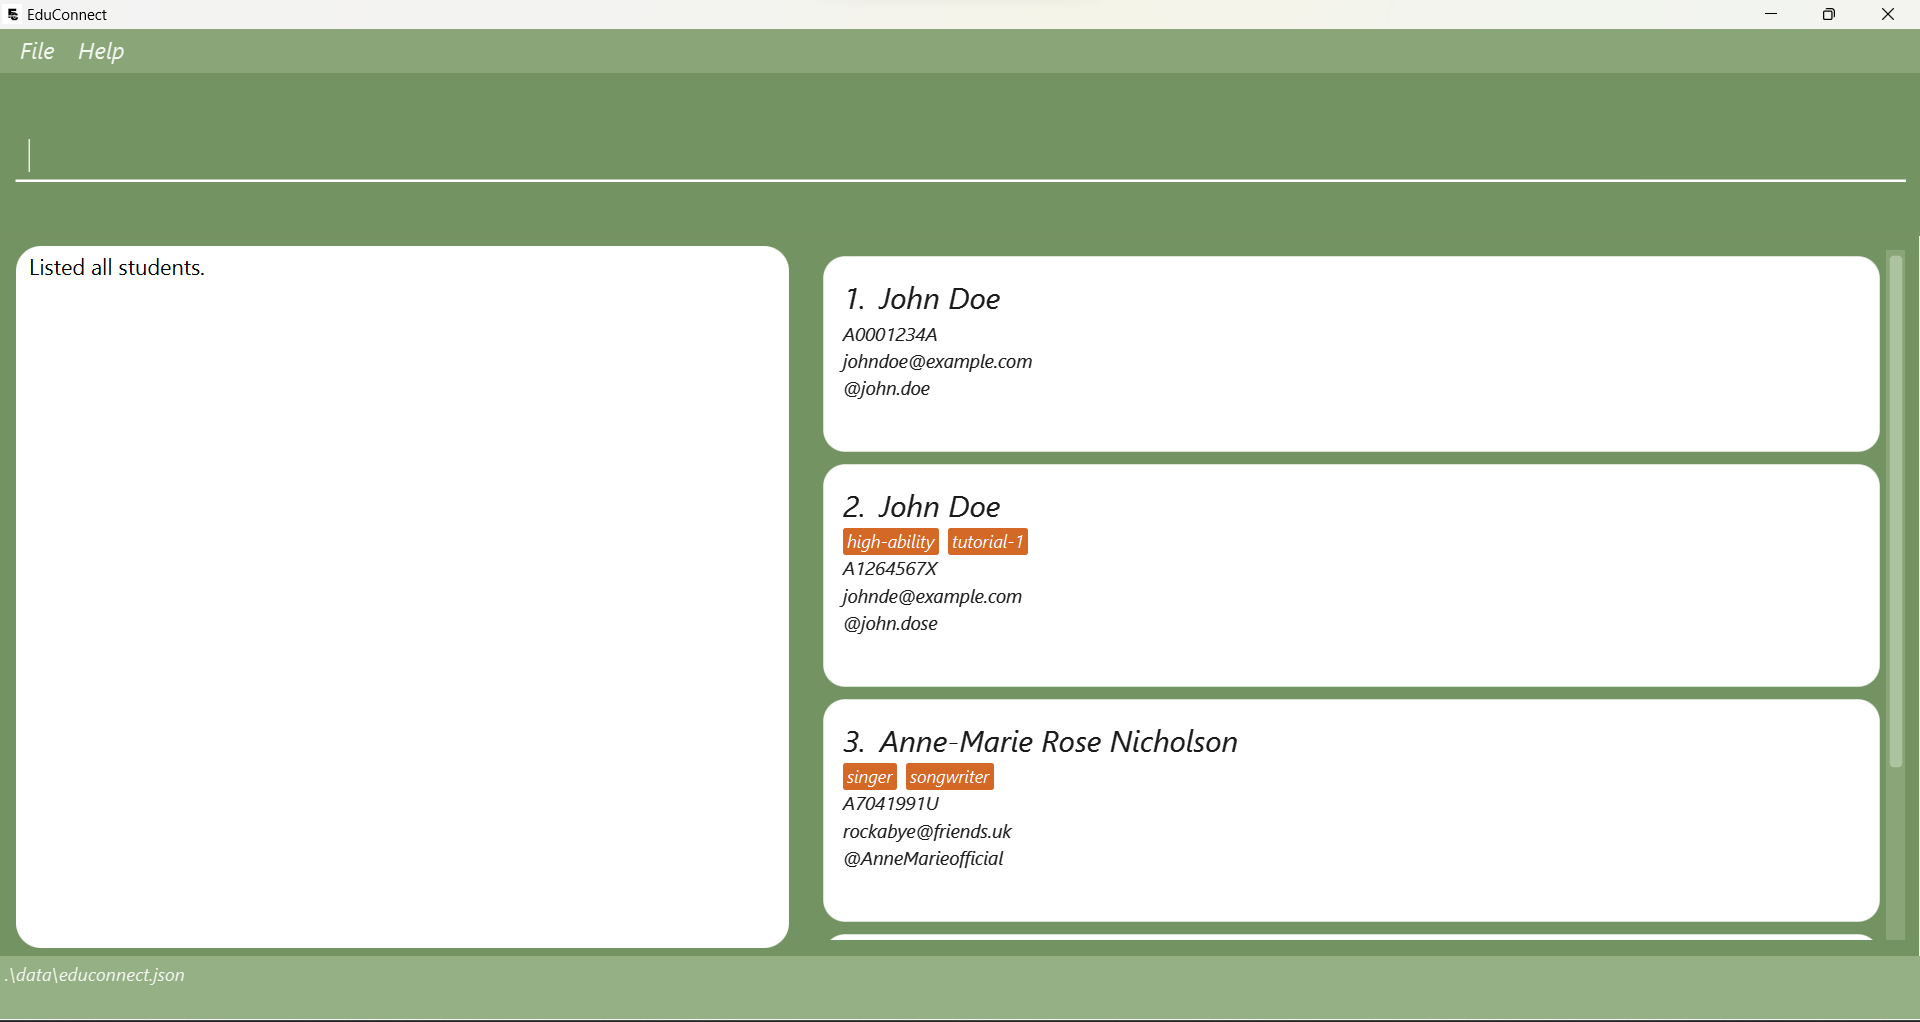 EduConnect
File Help
Listed all students.
1. John Doe
A0001234A
johndoe@example.com
@john.doe
2. John Doe
high-ability tutorial-1
A1264567X
johnde@example.com
@john.dose
3. Anne-Marie Rose Nicholson
singer songwriter
A7041991U
rockabye@friends.uk
@AnneMarieofficial
.\data\educonnect.json